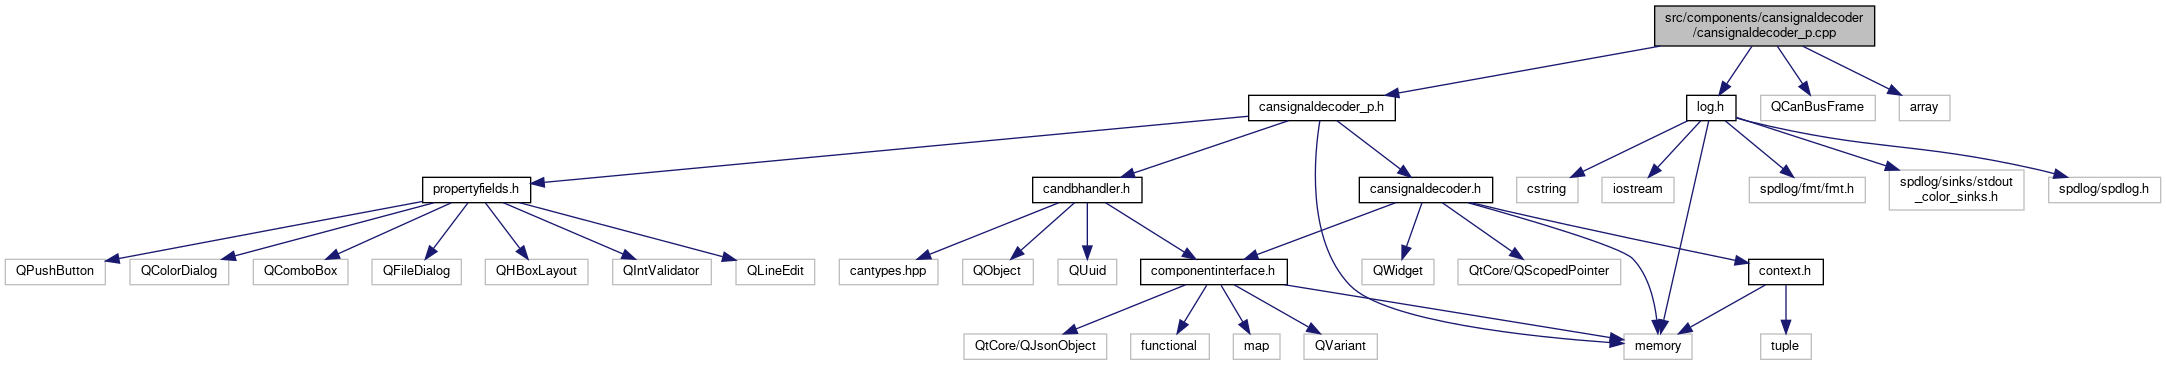 src/components/cansignaldecoder
/cansignaldecoder_p.cpp
cansignaldecoder_p.h
log.h
QCanBusFrame
array
propertyfields.h
candbhandler.h
cansignaldecoder.h
cstring
iostream
spdlog/fmt/fmt.h
spdlog/sinks/stdout
_color_sinks.h
spdlog/spdlog.h
QPushButton
QColorDialog
QComboBox
QFileDialog
QHBoxLayout
QIntValidator
QLineEdit
cantypes.hpp
QObject
QUuid
componentinterface.h
QWidget
QtCore/QScopedPointer
context.h
QtCore/QJsonObject
functional
map
QVariant
memory
tuple